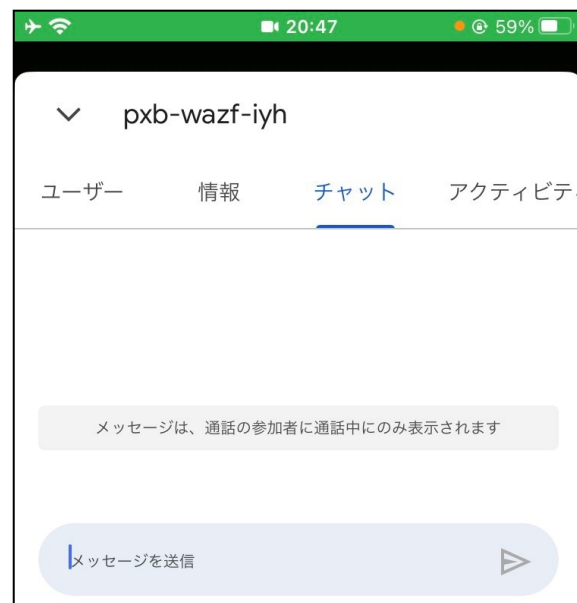 20:47
59%
pxb-wazf-iyh
ユーザー 情報 チャット アクティビティ
メッセージは、通話の参加者に通話中にのみ表示されます
メッセージを送信